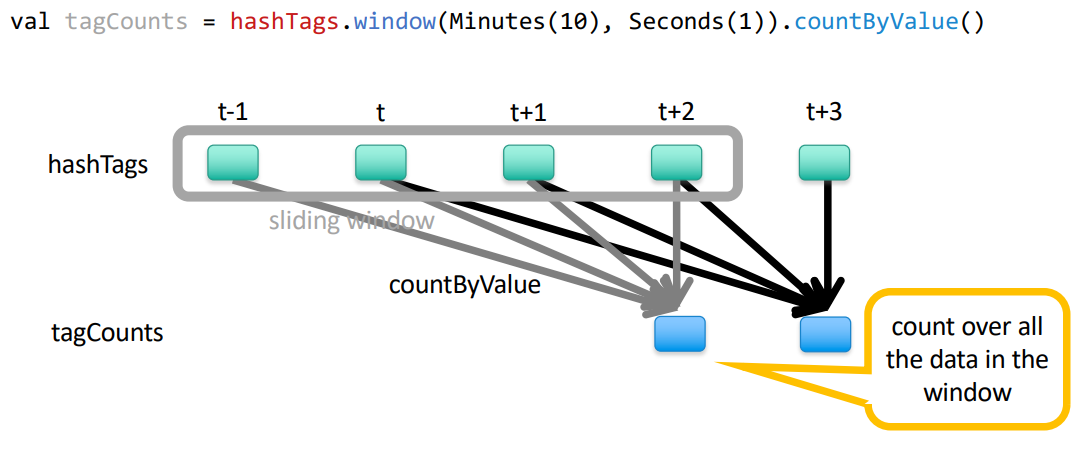 val tagCounts = hashTags.window(Minutes(10), Seconds(1)).countByValue()
t-1 t t+1 t+2 t+3
hashTags
sliding window
countByValue
tagCounts
count over all
the data in the
window